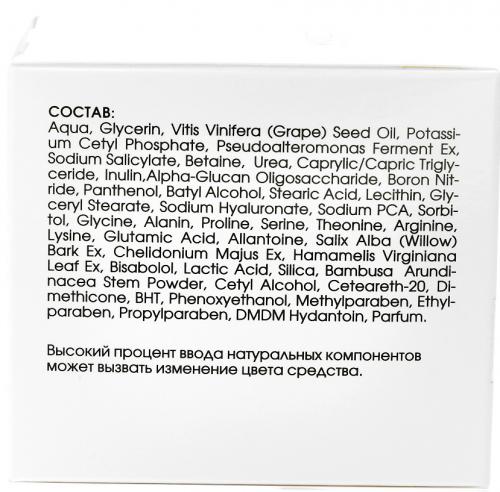 СОСТАВ:
Aqua, Glycerin, Vitis Vinifera (Grape) Seed Oil, Potassi-
um Cetyl Phosphate, Pseudoalteromonas Ferment Ex,
Sodium Salicylate, Betaine, Urea, Caprylic/Capric Trigly-
ceride, Inulin,Alpha-Glucan Oligosaccharide, Boron Nit-
ride, Panthenol, Batyl Alcohol, Stearic Acid, Lecithin, Gly-
ceryl Stearate, Sodium Hyaluronate, Sodium PCA, Sorbi-
tol, Glycine, Alanin, Proline, Serine, Theonine, Arginine,
Lysine, Glutamic Acid, Allantoine, Salix Alba (Willow)
Bark Ex, Chelidonium Majus Ex, Hamamelis Virginiana
Leaf Ex, Bisabolol, Lactic Acid, Silica, Bambusa Arundi-
nacea Stem Powder, Cetyl Alcohol, Ceteareth-20, Di-
methicone, BHT, Phenoxyethanol, Methylparaben, Ethyl-
paraben, Propylparaben, DMDM Hydantoin, Parfum.
Высокий процент ввода натуральных компонентов
может вызвать изменение цвета средства.